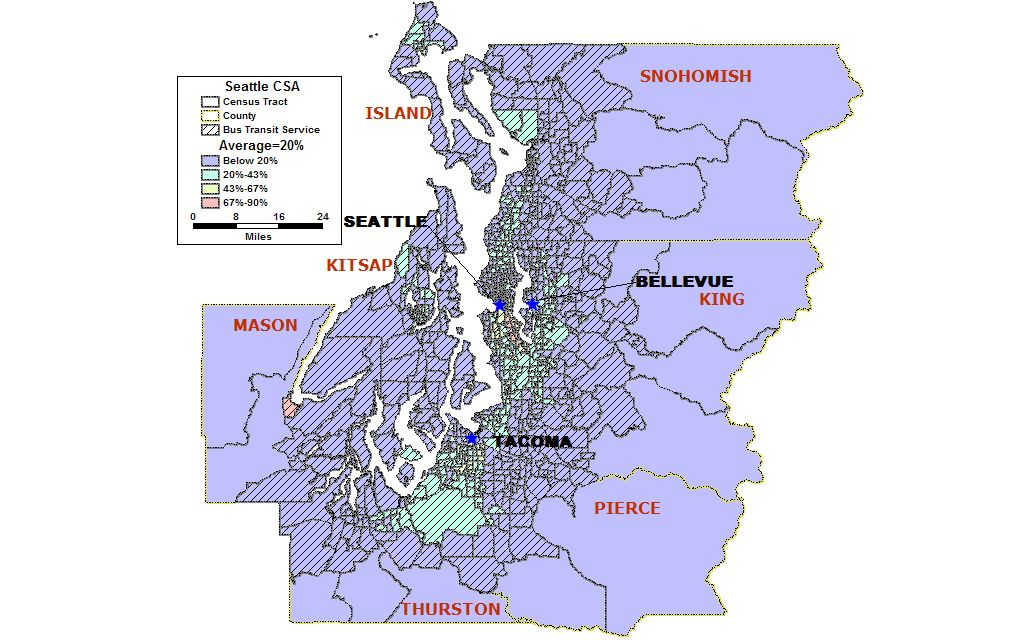 SNOHOMISH
Seattle CSA
Census Tract
County
Bus Transit Service
Average=20%
Below 20%
20%-43%
43%-67%
67%-90%
0 8 16 24
Miles
ISLAND
SEATTLE
KITSAP
BELLEVUE
KING
MASON
TACOMA
PIERCE
THURSTON